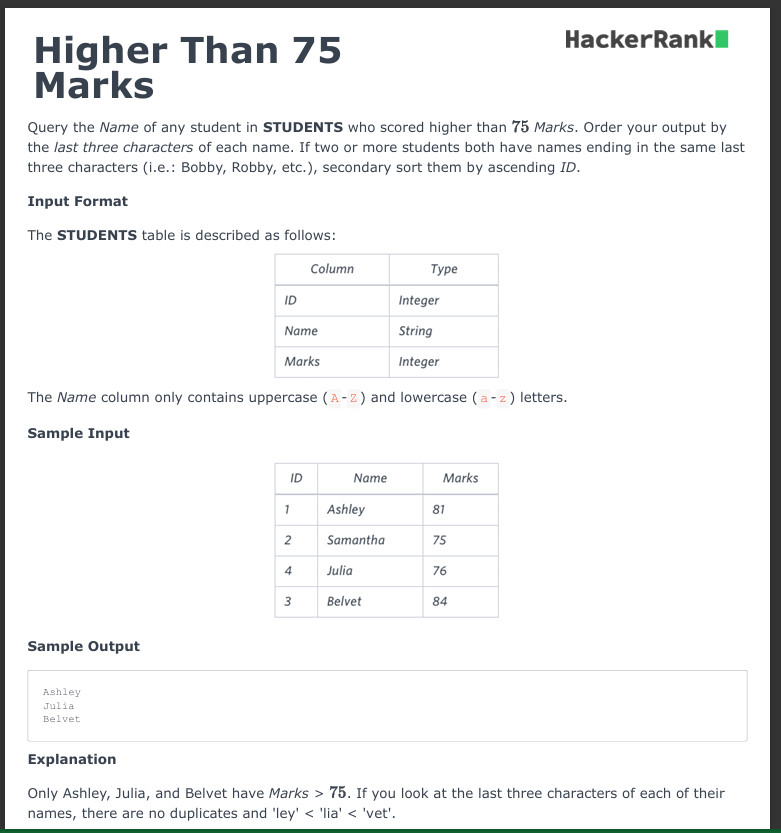 Higher Than 75
Marks
HackerRank
Query the Name of any student in STUDENTS who scored higher than 75 Marks. Order your output by
the last three characters of each name. If two or more students both have names ending in the same last
three characters (i.e.: Bobby, Robby, etc.), secondary sort them by ascending ID.
Input Format
The STUDENTS table is described as follows:
Column Type
ID Integer
Name String
Marks Integer
The Name column only contains uppercase (A-Z) and lowercase (a-z) letters.
Sample Input
ID Name Marks
1 Ashley 81
2 Samantha 75
4 Julia 76
3 Belvet 84
Sample Output
Ashley
Julia
Belvet
Explanation
Only Ashley, Julia, and Belvet have Marks > 75. If you look at the last three characters of each of their
names, there are no duplicates and 'ley' < 'lia' < 'vet'.